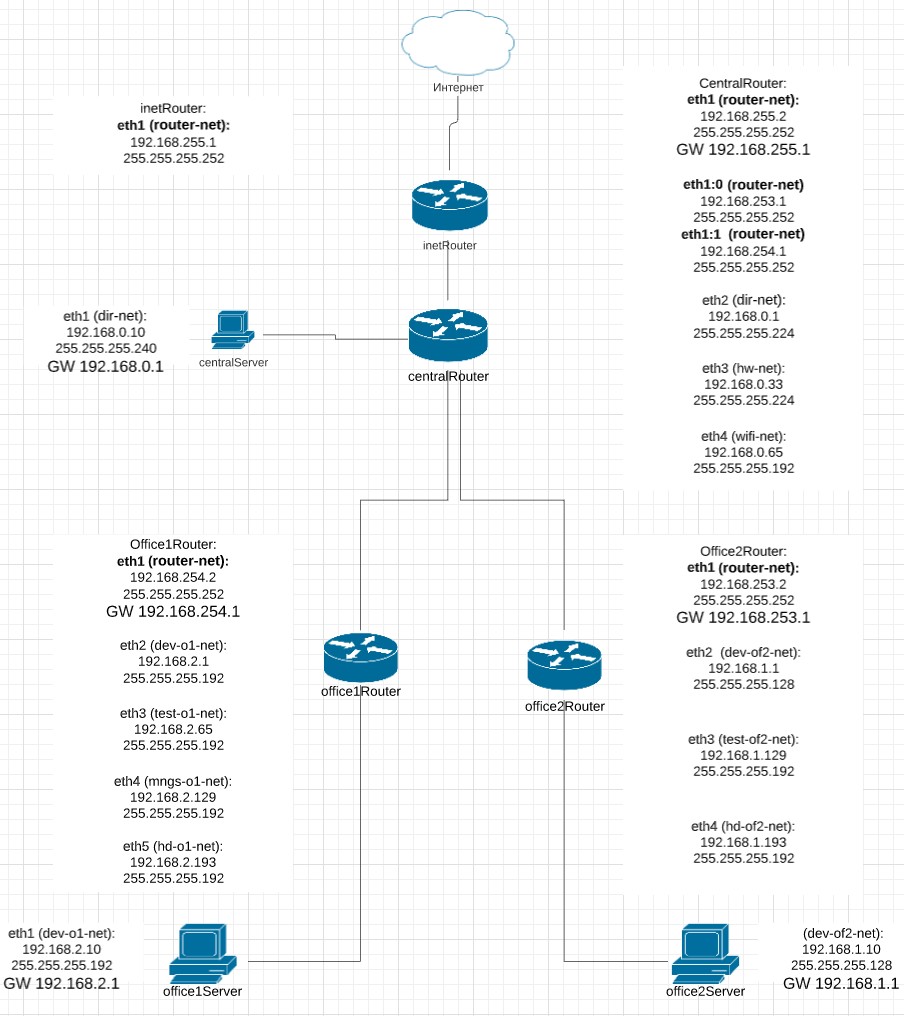 Интернет
inetRouter:
eth1 (router-net):
192.168.255.1
255.255.255.252
CentralRouter:
eth1 (router-net):
192.168.255.2
255.255.255.252
GW 192.168.255.1
eth1:0 (router-net)
192.168.253.1
255.255.255.252
eth1:1 (router-net)
192.168.254.1
255.255.255.252
eth2 (dir-net):
192.168.0.1
255.255.255.224
eth3 (hw-net):
192.168.0.33
255.255.255.224
eth4 (wifi-net):
192.168.0.65
255.255.255.192
inetRouter
eth1 (dir-net):
192.168.0.10
255.255.255.240
GW 192.168.0.1
centralServer
centralRouter
Office1Router:
eth1 (router-net):
192.168.254.2
255.255.255.252
GW 192.168.254.1
eth2 (dev-o1-net):
192.168.2.1
255.255.255.192
eth3 (test-o1-net):
192.168.2.65
255.255.255.192
eth4 (mngs-o1-net):
192.168.2.129
255.255.255.192
eth5 (hd-o1-net):
192.168.2.193
255.255.255.192
office1Router
office2Router
Office2Router:
eth1 (router-net):
192.168.253.2
255.255.255.252
GW 192.168.253.1
eth2 (dev-of2-net):
192.168.1.1
255.255.255.128
eth3 (test-of2-net):
192.168.1.129
255.255.255.192
eth4 (hd-of2-net):
192.168.1.193
255.255.255.192
eth1 (dev-o1-net):
192.168.2.10
255.255.255.192
GW 192.168.2.1
office1Server
office2Server
(dev-of2-net):
192.168.1.10
255.255.255.128
GW 192.168.1.1